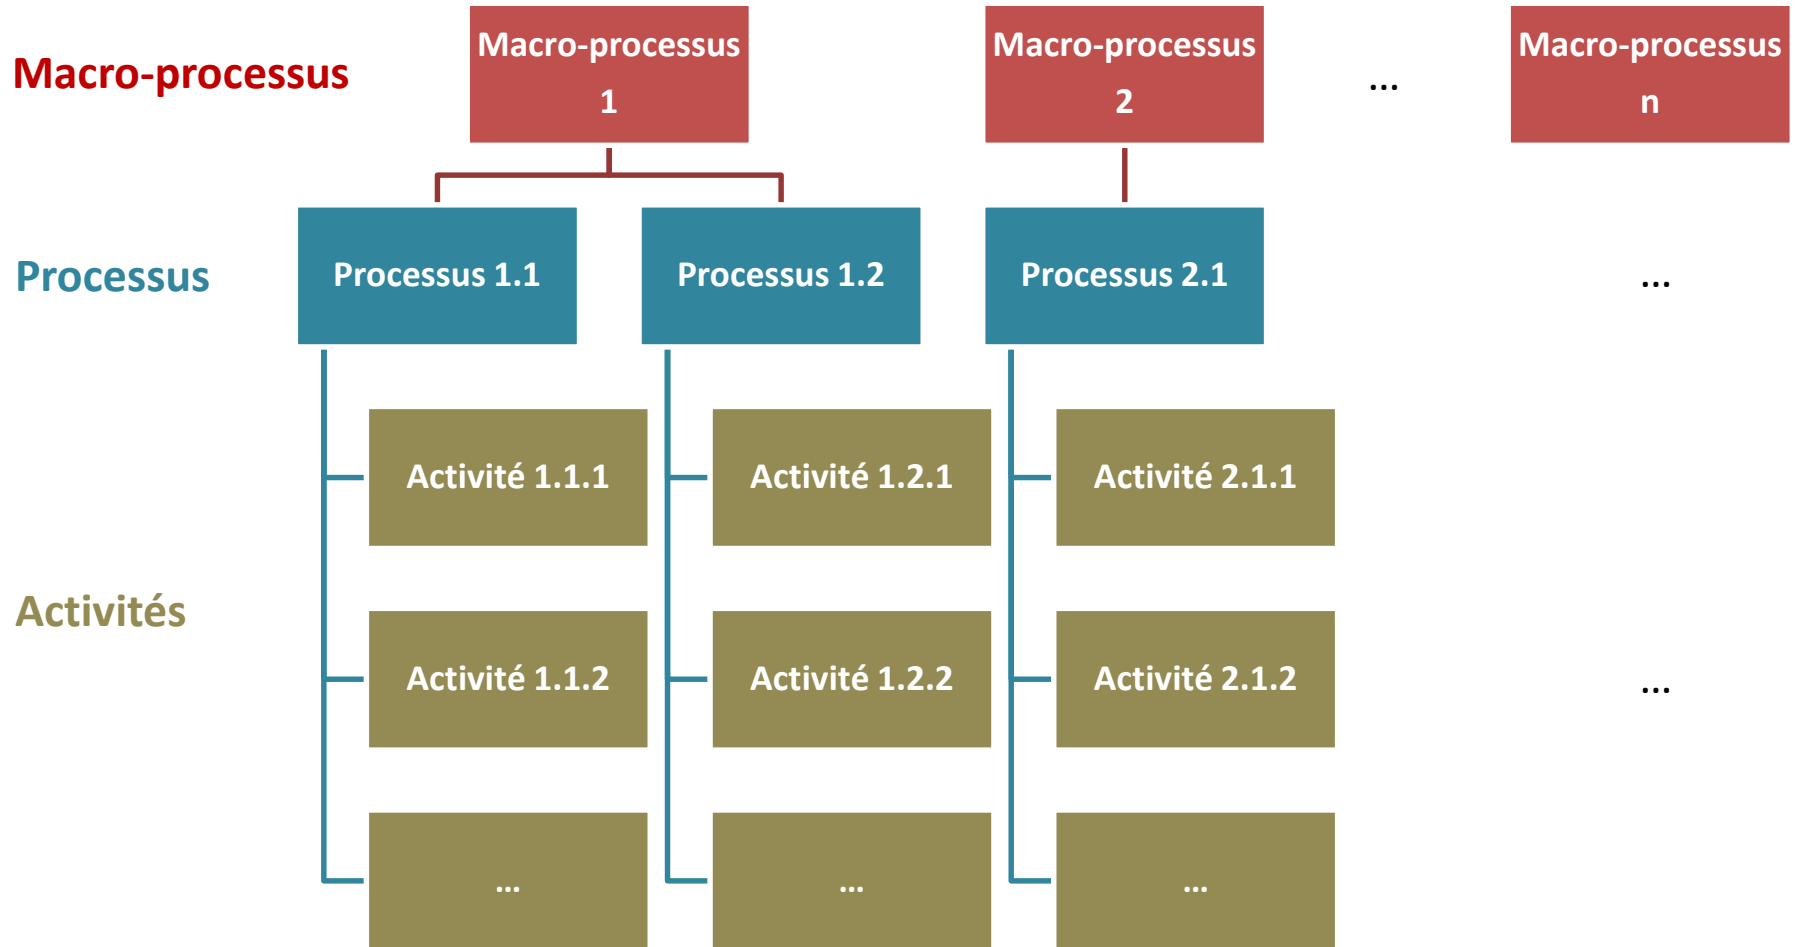 Macro-processus
Macro-processus
1
Macro-processus
2
...
Macro-processus
n
Processus
Processus 1.1
Processus 1.2
Processus 2.1
...
Activités
Activité 1.1.1
Activité 1.2.1
Activité 2.1.1
Activité 1.1.2
Activité 1.2.2
Activité 2.1.2
...
...
...
...